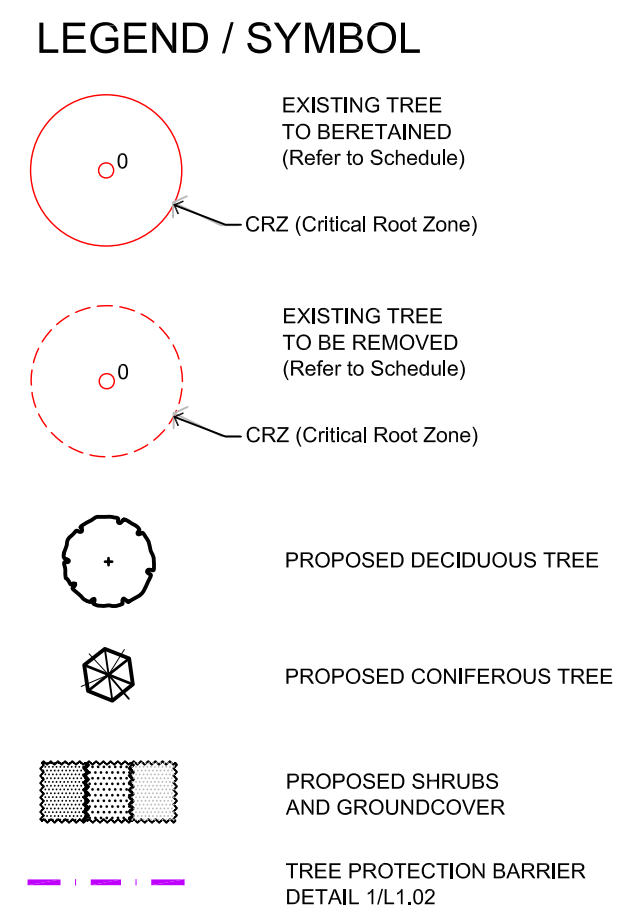 LEGEND / SYMBOL
EXISTING TREE
TO BERETAINED
(Refer to Schedule)
0
CRZ (Critical Root Zone)
EXISTING TREE
TO BE REMOVED
(Refer to Schedule)
0
CRZ (Critical Root Zone)
PROPOSED DECIDUOUS TREE
PROPOSED CONIFEROUS TREE
PROPOSED SHRUBS
AND GROUNDCOVER
TREE PROTECTION BARRIER
DETAIL 1/L1.02